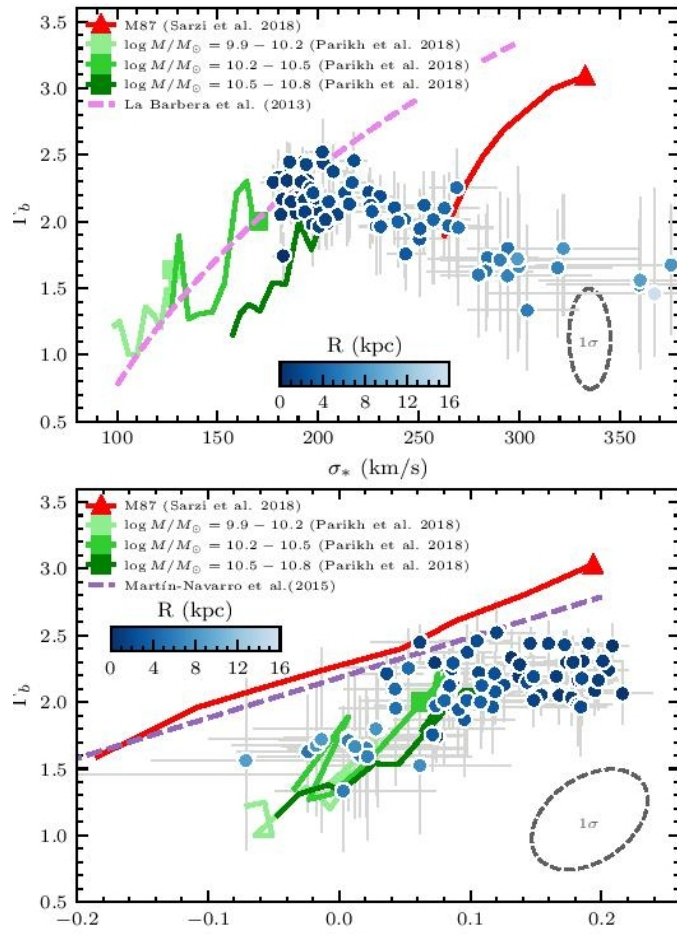 M87 (Sarzi et al. 2018)
log M/M⊙ = 9.9 − 10.2 (Parikh et al. 2018)
log M/M⊙ = 10.2 − 10.5 (Parikh et al. 2018)
log M/M⊙ = 10.5 − 10.8 (Parikh et al. 2018)
La Barbera et al. (2013)
3.5
3.0
2.5
2.0
1.5
1.0
0.5
Γb
R (kpc)
0 4 8 12 16
1σ
100 150 200 250 300 350
σ* (km/s)
M87 (Sarzi et al. 2018)
log M/M⊙ = 9.9 − 10.2 (Parikh et al. 2018)
log M/M⊙ = 10.2 − 10.5 (Parikh et al. 2018)
log M/M⊙ = 10.5 − 10.8 (Parikh et al. 2018)
Martín-Navarro et al.(2015)
R (kpc)
0 4 8 12 16
3.5
3.0
2.5
2.0
1.5
1.0
0.5
Γb
1σ
−0.2 −0.1 0.0 0.1 0.2